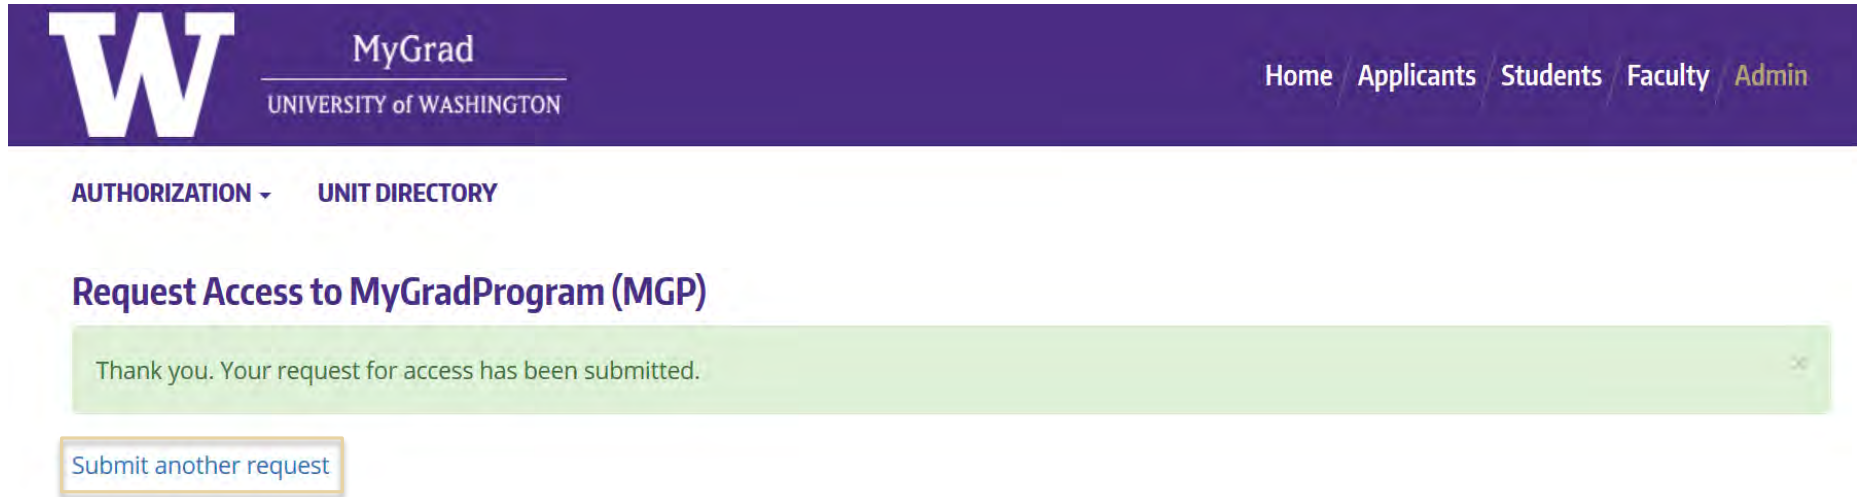 W
MyGrad
UNIVERSITY of WASHINGTON
Home / Applicants / Students / Faculty / Admin
AUTHORIZATION
UNIT DIRECTORY
Request Access to MyGradProgram (MGP)
Thank you. Your request for access has been submitted.
×
Submit another request